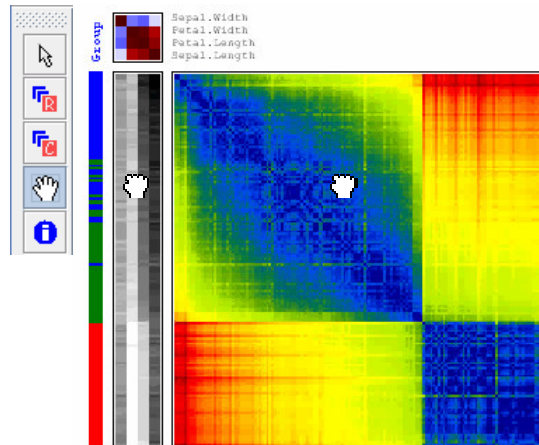 Group
Sepal.Width
Petal.Width
Petal.Length
Sepal.Length
R
C
i